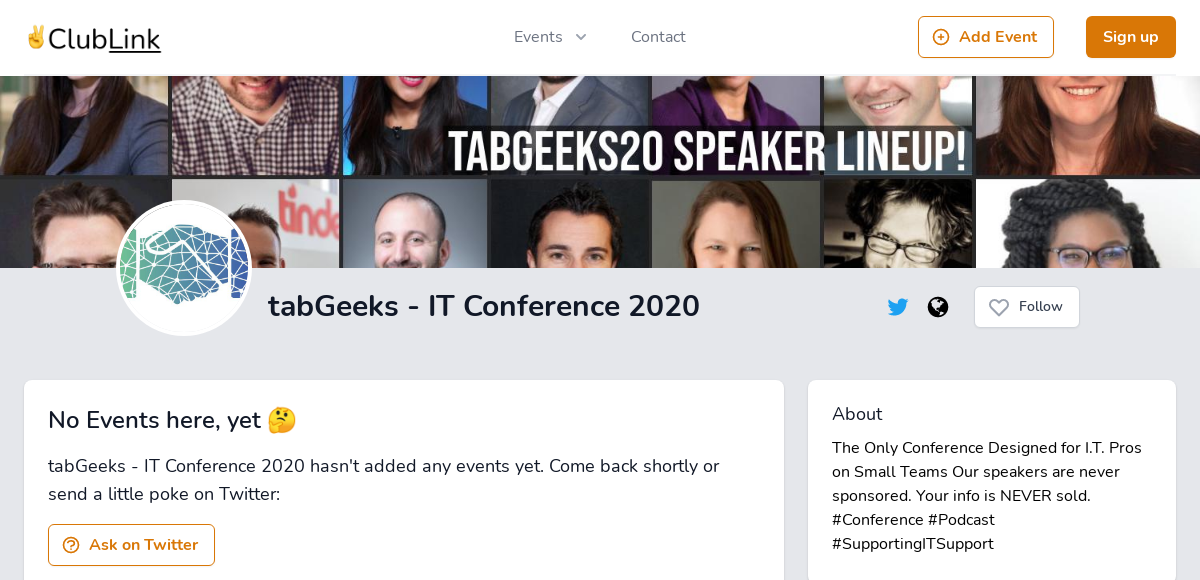 ✌️ClubLink
Events
Contact
Add Event
Sign up
TABGEEKS20 SPEAKER LINEUP!
tinde
tabGeeks - IT Conference 2020
Follow
No Events here, yet 🤔
tabGeeks - IT Conference 2020 hasn't added any events yet. Come back shortly or
send a little poke on Twitter:
Ask on Twitter
About
The Only Conference Designed for I.T. Pros
on Small Teams Our speakers are never
sponsored. Your info is NEVER sold.
#Conference #Podcast
#SupportingITSupport